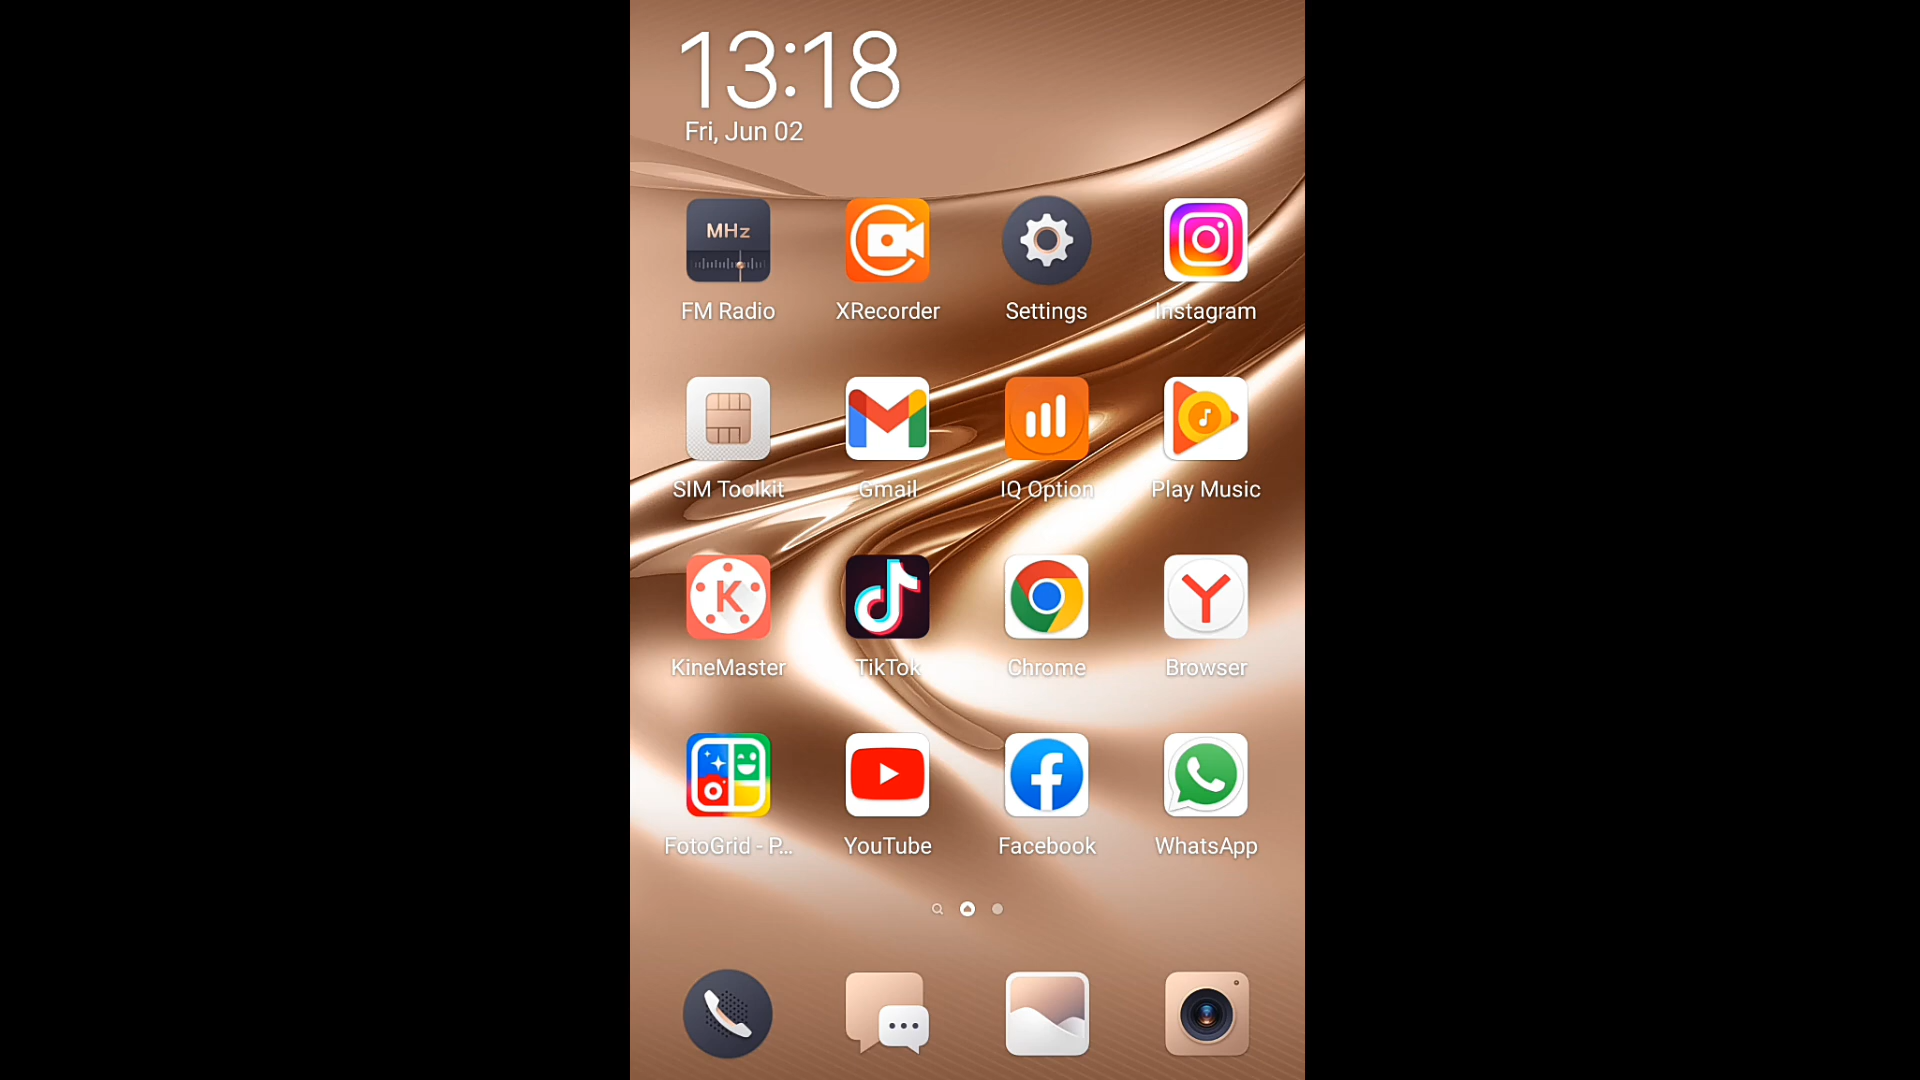 13:18
Fri, Jun 02
MHz
FM Radio
XRecorder
Settings
Instagram
SIM Toolkit
Gmail
IQ Option
Play Music
K
KineMaster
TikTok
Chrome
Y
Browser
FotoGrid - P...
YouTube
Facebook
WhatsApp